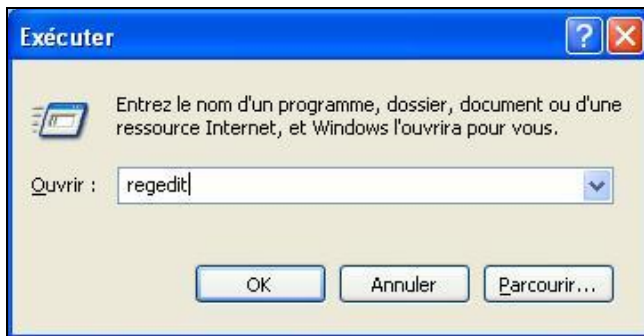 Exécuter
Entrez le nom d'un programme, dossier, document ou d'une
ressource Internet, et Windows l'ouvrira pour vous.
Ouvrir : regedit
OK Annuler Parcourir...